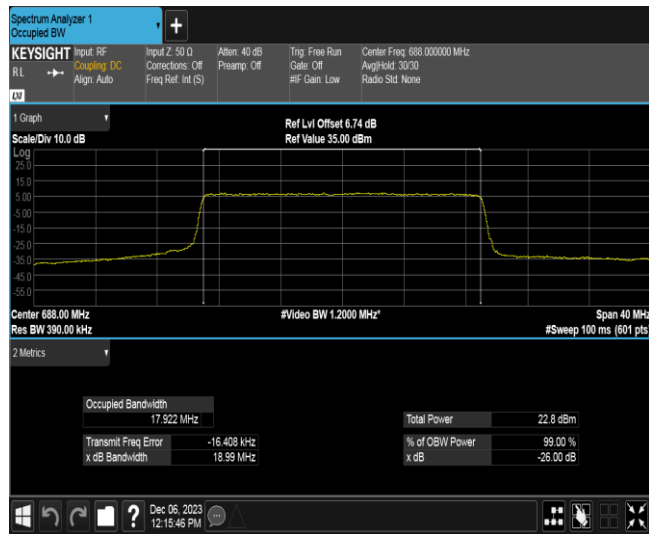 Spectrum Analyzer 1
Occupied BW
+
KEYSIGHT
RL
LXI
Input: RF
Coupling: DC
Align: Auto
Input Z: 50 Ω
Corrections: Off
Freq Ref: Int (S)
Atten: 40 dB
Preamp: Off
Trig: Free Run
Gate: Off
#IF Gain: Low
Center Freq: 688.000000 MHz
Avg|Hold: 30/30
Radio Std: None
1 Graph
Scale/Div 10.0 dB
Ref Lvl Offset 6.74 dB
Ref Value 35.00 dBm
Log
25.0
15.0
5.00
-5.00
-15.0
-25.0
-35.0
-45.0
-55.0
Center 688.00 MHz
#Video BW 1.2000 MHz*
Span 40 MHz
Res BW 390.00 kHz
#Sweep 100 ms (601 pts)
2 Metrics
Occupied Bandwidth
17.922 MHz
Total Power 22.8 dBm
Transmit Freq Error -16.408 kHz
% of OBW Power 99.00 %
x dB Bandwidth 18.99 MHz
x dB -26.00 dB
?
Dec 06, 2023
12:15:46 PM